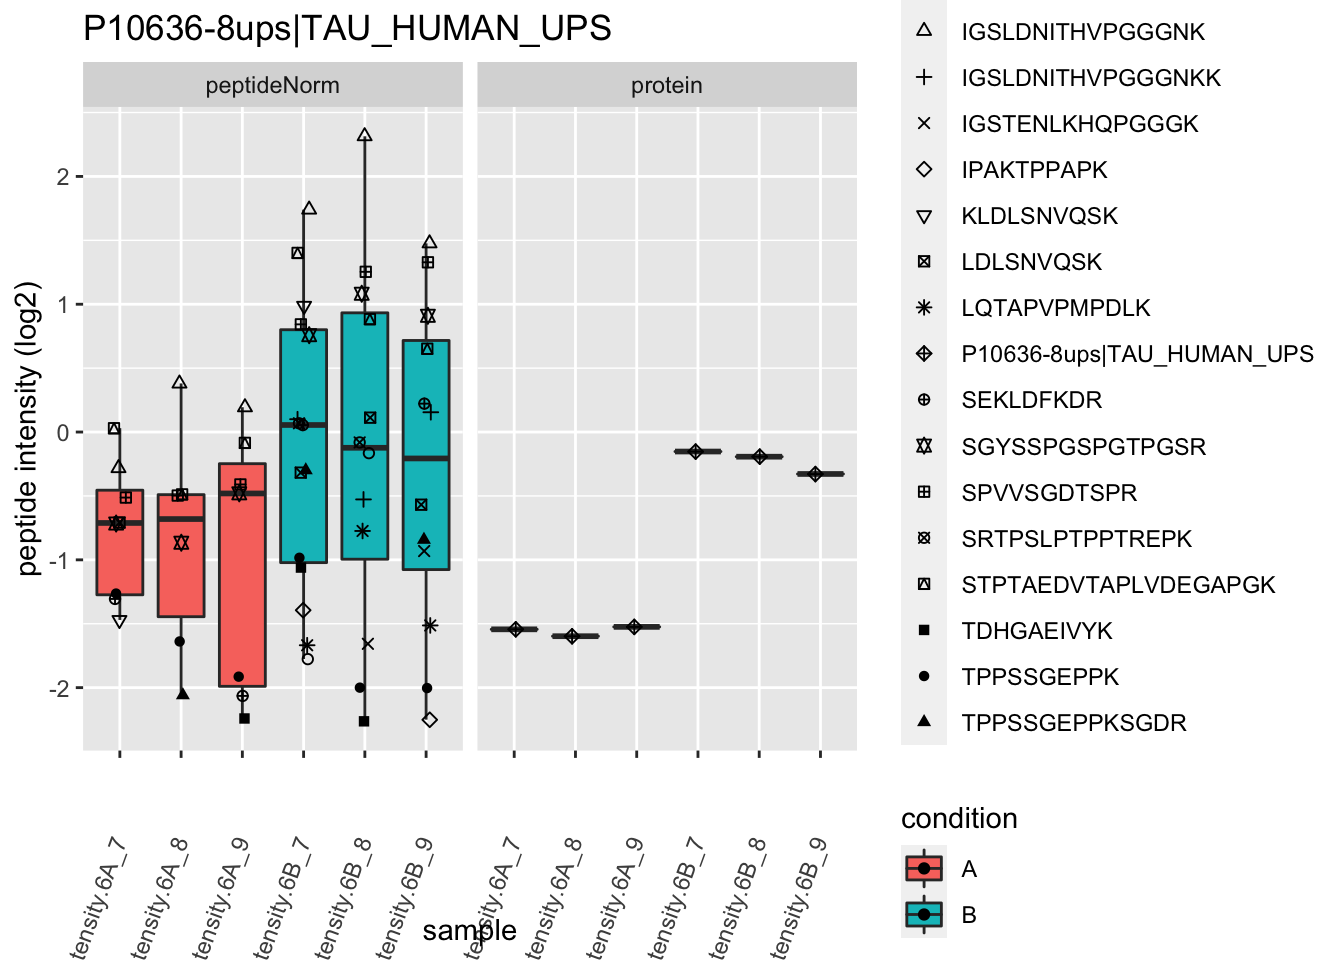 P10636-8ups|TAU_HUMAN_UPS
peptideNorm
protein
peptide intensity (log2)
2
1
0
-1
-2
tensity.6A_7
tensity.6A_8
tensity.6A_9
tensity.6B_7
tensity.6B_8
tensity.6B_9
tensity.6A_7
tensity.6A_8
tensity.6A_9
tensity.6B_7
tensity.6B_8
tensity.6B_9
sample
IGSLDNITHVPGGGNK
IGSLDNITHVPGGGNKK
IGSTENLKHQPGGGK
IPAKTPPAPK
KLDLSNVQSK
LDLSNVQSK
LQTAPVPMPDLK
P10636-8ups|TAU_HUMAN_UPS
SEKLDFKDR
SGYSSPGSPGTPGSR
SPVVSGDTSPR
SRTPSLPTPPTREPK
STPTAEDVTAPLVDEGAPGK
TDHGAEIVYK
TPPSSGEPPK
TPPSSGEPPKSGDR
condition
A
B